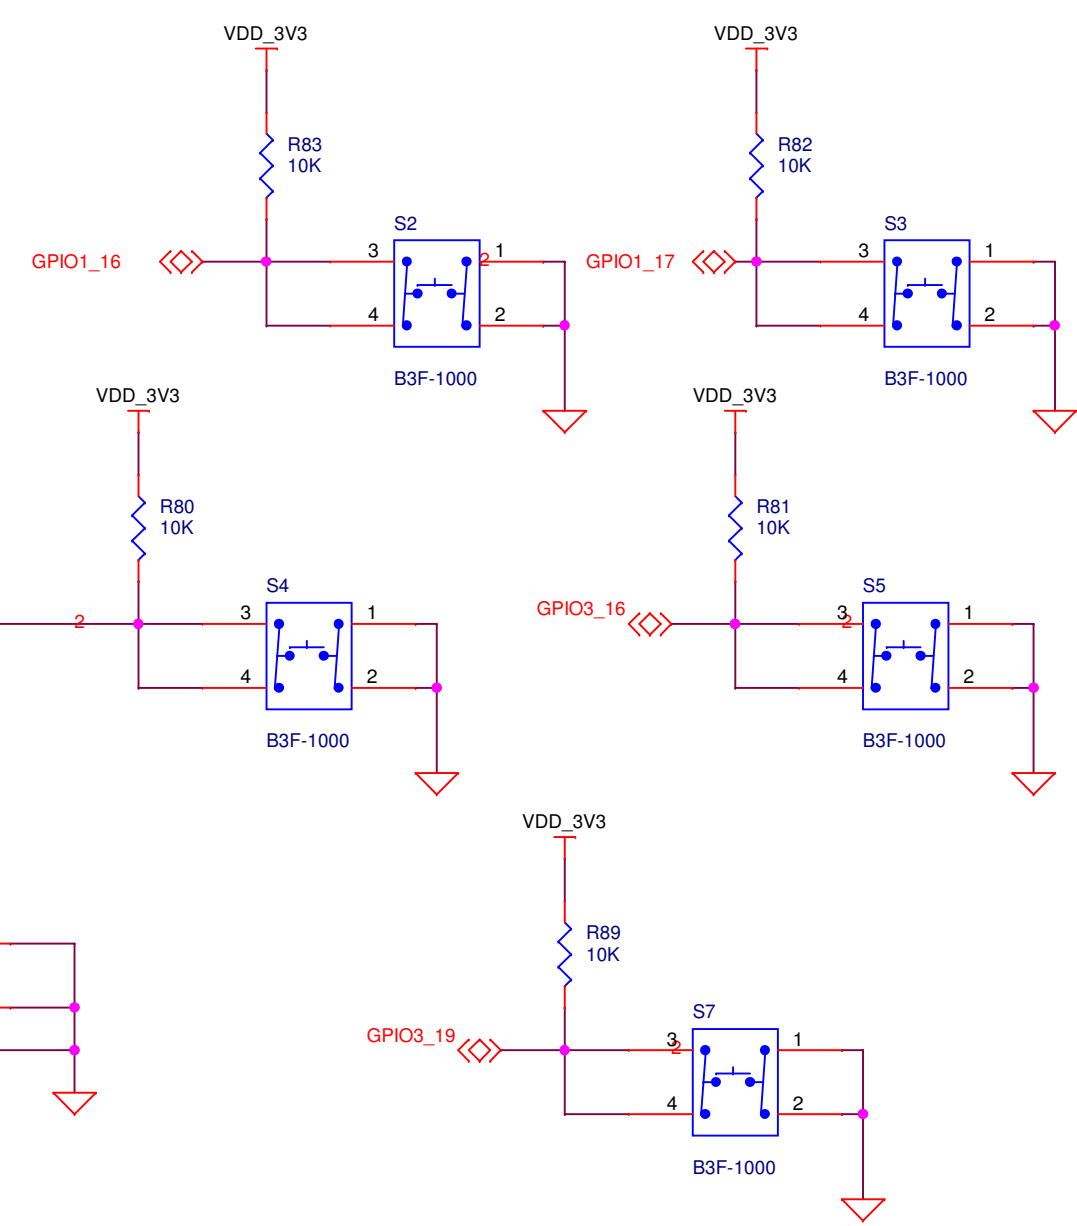 VDD_3V3
VDD_3V3
R83
10K
R82
10K
S2
S3
GPIO1_16
3
1
2
4
2
GPIO1_17
3
1
4
2
B3F-1000
B3F-1000
VDD_3V3
VDD_3V3
R80
10K
R81
10K
S4
S5
2
3
1
4
2
GPIO3_16
3
2
1
4
2
B3F-1000
B3F-1000
VDD_3V3
R89
10K
S7
GPIO3_19
3
2
1
4
2
B3F-1000